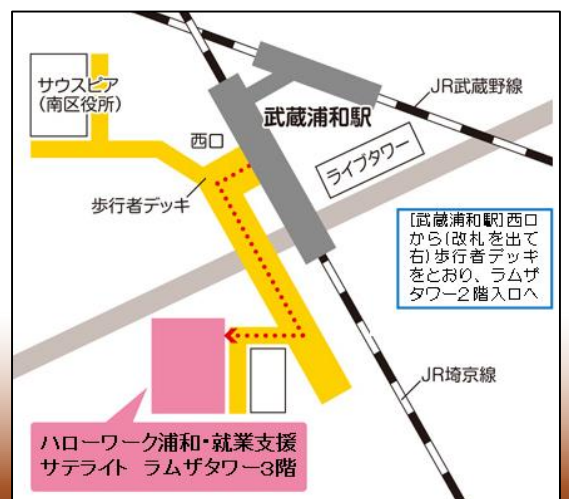 サウスピア
(南区役所)
JR武蔵野線
武蔵浦和駅
西口
ライブタワー
歩行者デッキ
[武蔵浦和駅]西口
から(改札を出て
右)歩行者デッキ
をとおり、ラムザ
タワー2階入口へ
JR埼京線
ハローワーク浦和・就業支援
サテライト ラムザタワー3階